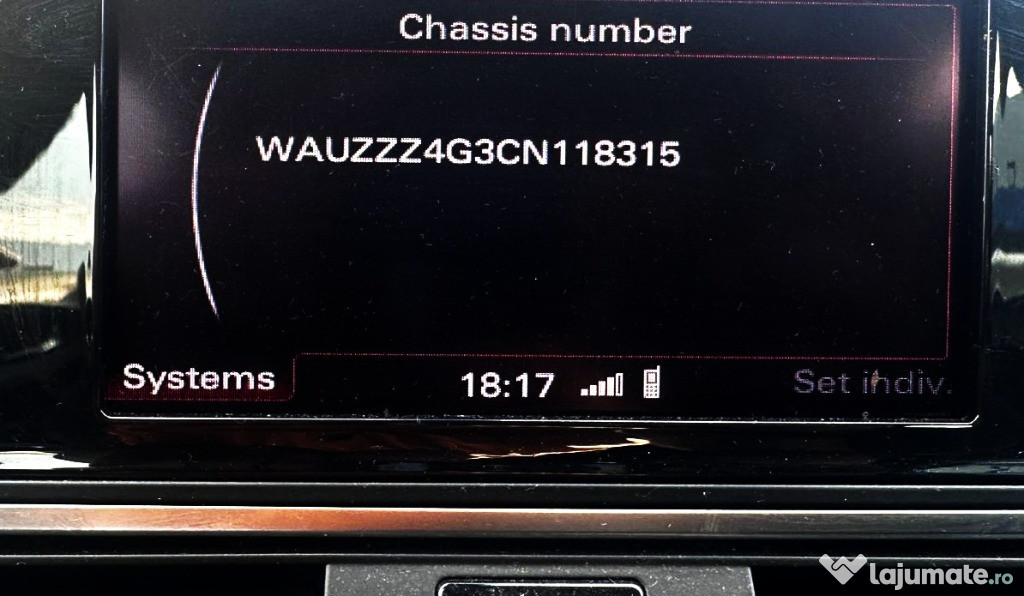 Chassis number
WAUZZZ4G3CN118315
Systems
18:17
Set indiv.
lajumate.ro